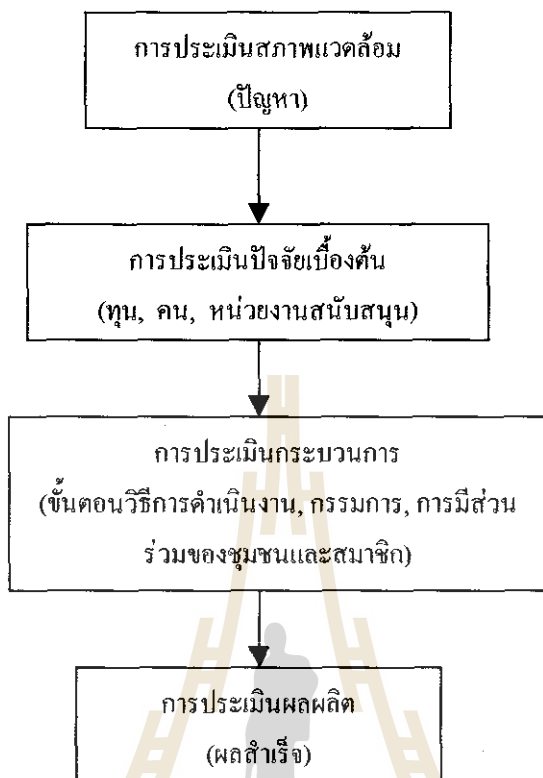 การประเมินสภาพแวดล้อม
(ปัญหา)
การประเมินปัจจัยเบื้องต้น
(ทุน, คน, หน่วยงานสนับสนุน)
การประเมินกระบวนการ
(ขั้นตอนวิธีการดำเนินงาน, กรรมการ, การมีส่วน
ร่วมของชุมชนและสมาชิก)
การประเมินผลผลิต
(ผลสำเร็จ)